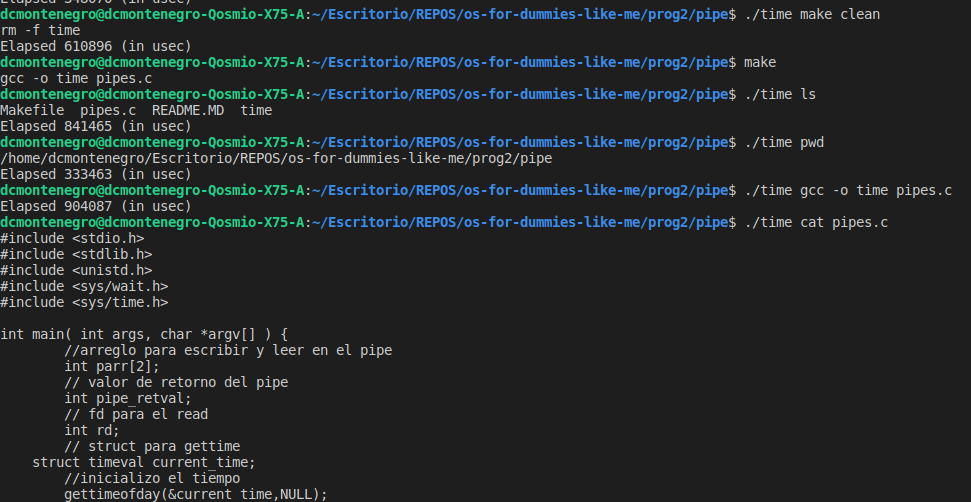 Elapsed 548070 (in usec)
dcmontenegro@dcmontenegro-Qosmio-X75-A:~/Escritorio/REPOS/os-for-dummies-like-me/prog2/pipe$ ./time make clean
rm -f time
Elapsed 610896 (in usec)
dcmontenegro@dcmontenegro-Qosmio-X75-A:~/Escritorio/REPOS/os-for-dummies-like-me/prog2/pipe$ make
gcc -o time pipes.c
dcmontenegro@dcmontenegro-Qosmio-X75-A:~/Escritorio/REPOS/os-for-dummies-like-me/prog2/pipe$ ./time ls
Makefile  pipes.c  README.MD  time
Elapsed 841465 (in usec)
dcmontenegro@dcmontenegro-Qosmio-X75-A:~/Escritorio/REPOS/os-for-dummies-like-me/prog2/pipe$ ./time pwd
/home/dcmontenegro/Escritorio/REPOS/os-for-dummies-like-me/prog2/pipe
Elapsed 333463 (in usec)
dcmontenegro@dcmontenegro-Qosmio-X75-A:~/Escritorio/REPOS/os-for-dummies-like-me/prog2/pipe$ ./time gcc -o time pipes.c
Elapsed 904087 (in usec)
dcmontenegro@dcmontenegro-Qosmio-X75-A:~/Escritorio/REPOS/os-for-dummies-like-me/prog2/pipe$ ./time cat pipes.c
#include <stdio.h>
#include <stdlib.h>
#include <unistd.h>
#include <sys/wait.h>
#include <sys/time.h>

int main( int args, char *argv[] ) {
        //arreglo para escribir y leer en el pipe
        int parr[2];
        // valor de retorno del pipe
        int pipe_retval;
        // fd para el read
        int rd;
        // struct para gettime
    struct timeval current_time;
        //inicializo el tiempo
        gettimeofday(&current_time,NULL);